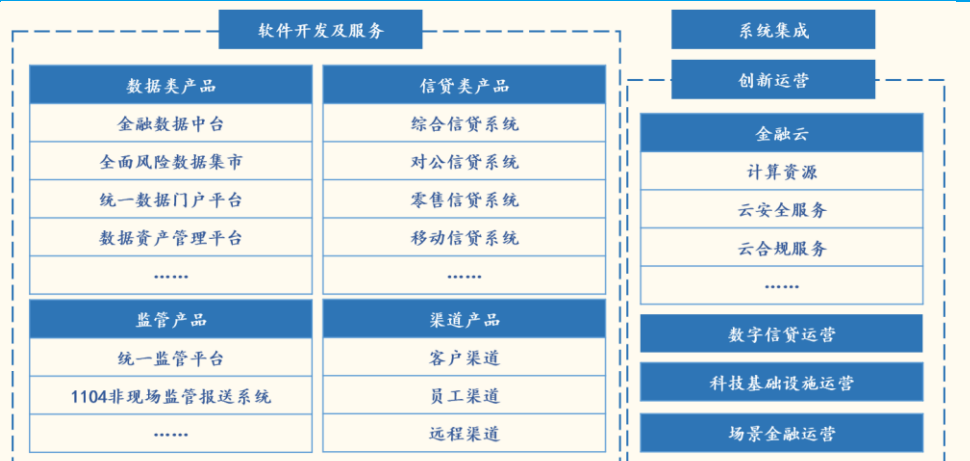 软件开发及服务
数据类产品
金融数据中台
全面风险数据集市
统一数据门户平台
数据资产管理平台
……
信贷类产品
综合信贷系统
对公信贷系统
零售信贷系统
移动信贷系统
……
监管产品
统一监管平台
1104非现场监管报送系统
……
渠道产品
客户渠道
员工渠道
远程渠道
系统集成
创新运营
金融云
计算资源
云安全服务
云合规服务
……
数字信贷运营
科技基础设施运营
场景金融运营